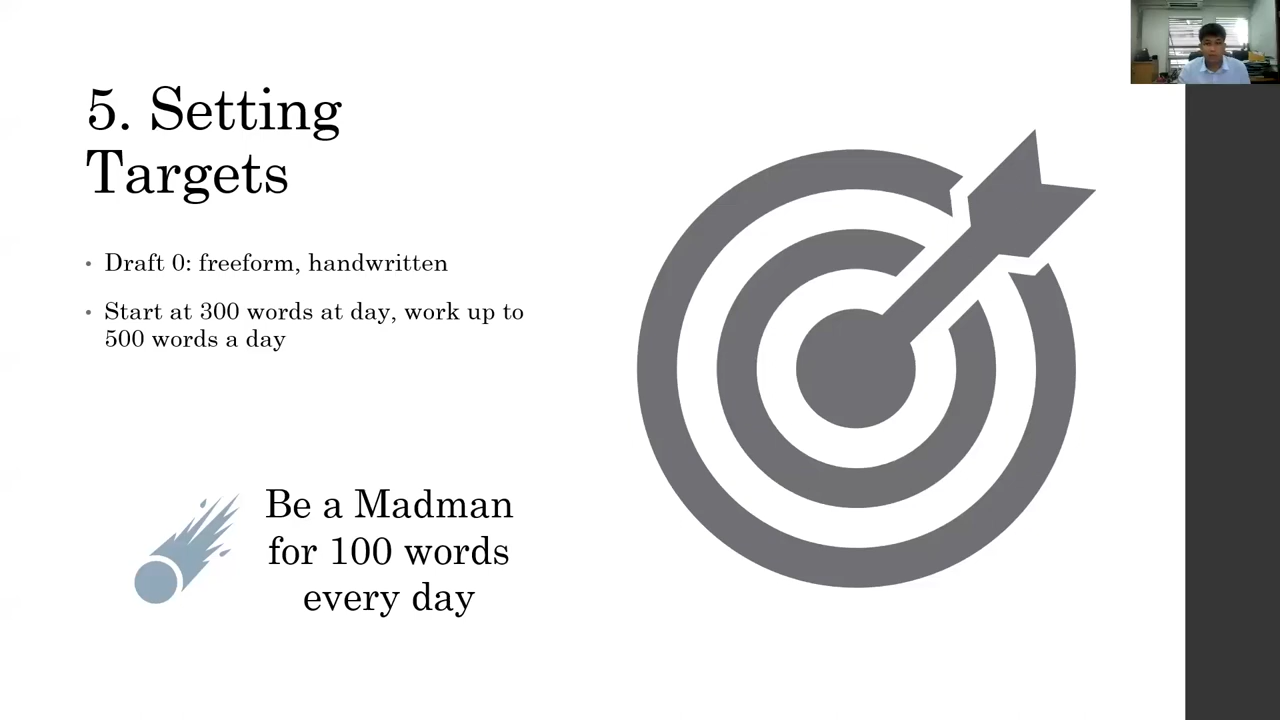 5. Setting
Targets
• Draft 0: freeform, handwritten
• Start at 300 words at day, work up to
500 words a day
Be a Madman
for 100 words
every day